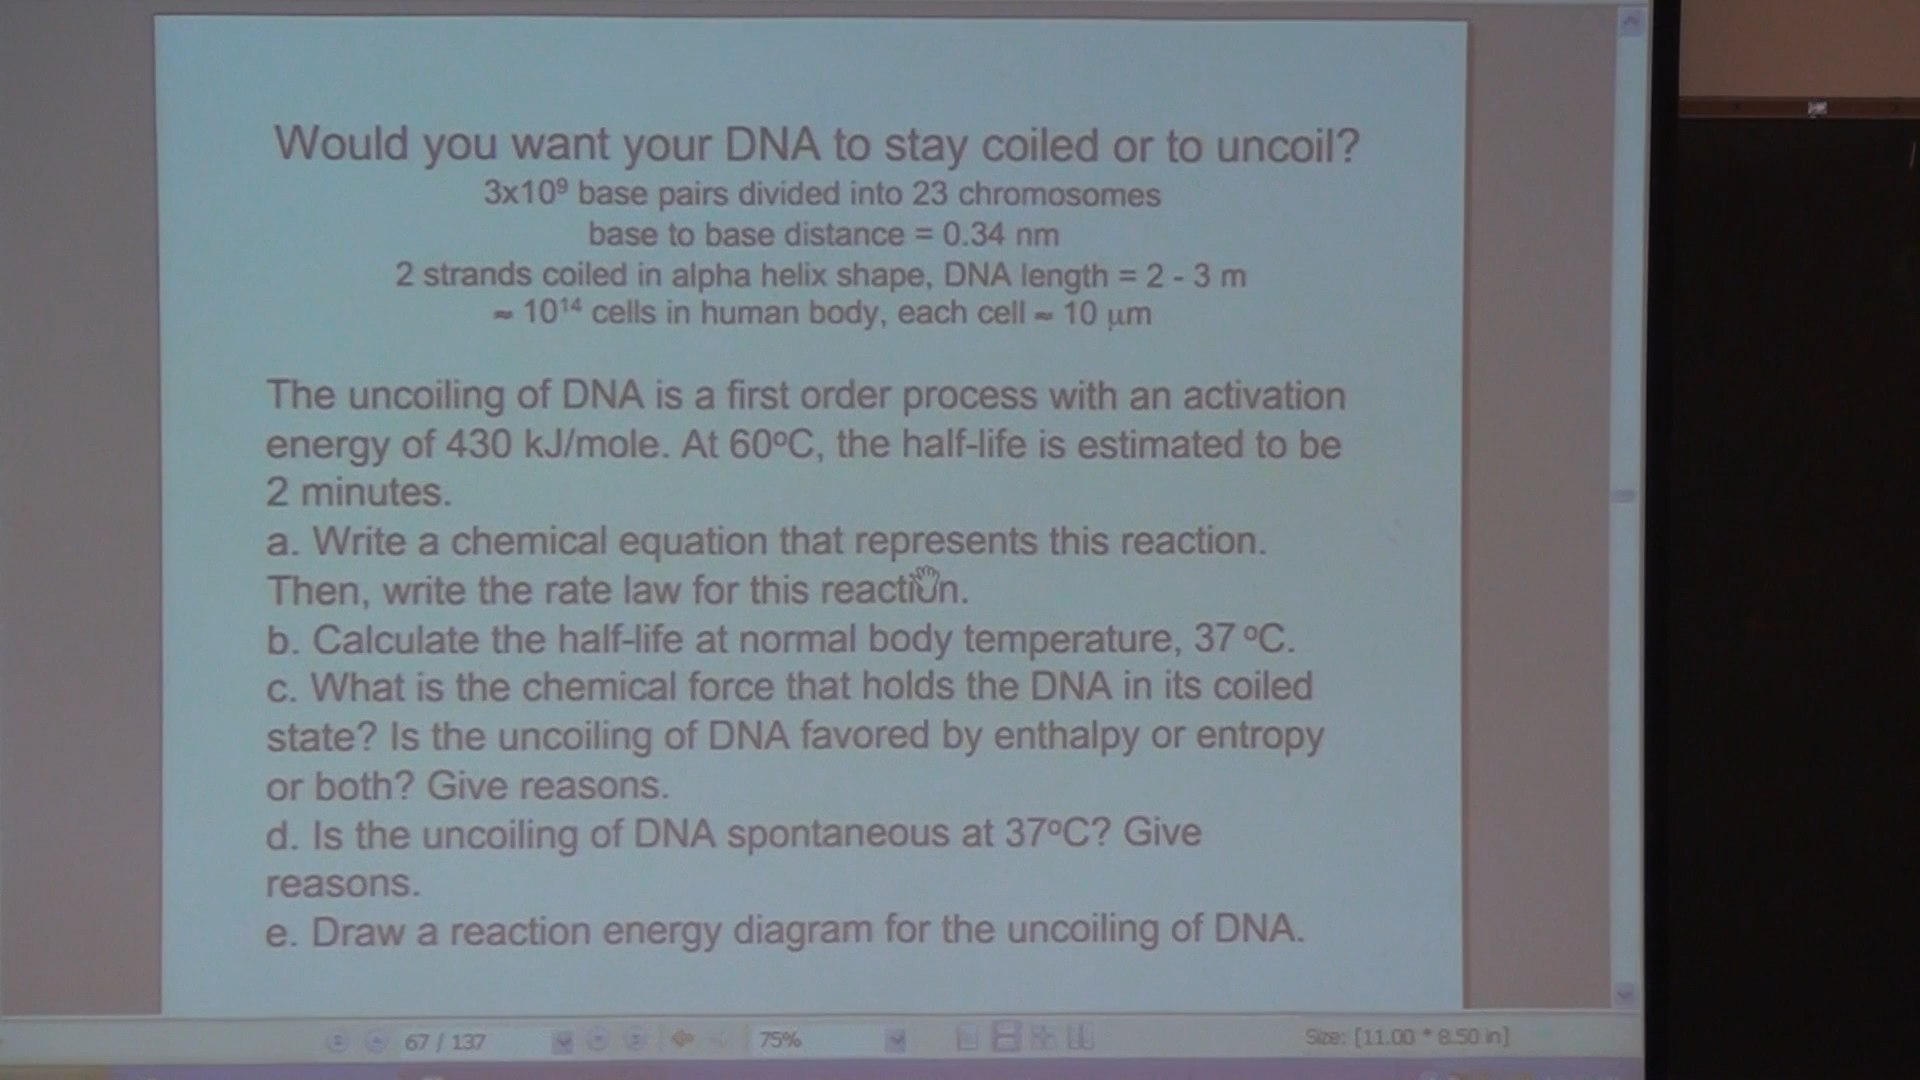 Would you want your DNA to stay coiled or to uncoil?
3x10⁹ base pairs divided into 23 chromosomes
base to base distance = 0.34 nm
2 strands coiled in alpha helix shape, DNA length = 2 - 3 m
≈ 10¹⁴ cells in human body, each cell ≈ 10 μm
The uncoiling of DNA is a first order process with an activation
energy of 430 kJ/mole. At 60ºC, the half-life is estimated to be
2 minutes.
a. Write a chemical equation that represents this reaction.
Then, write the rate law for this reaction.
b. Calculate the half-life at normal body temperature, 37 ºC.
c. What is the chemical force that holds the DNA in its coiled
state? Is the uncoiling of DNA favored by enthalpy or entropy
or both? Give reasons.
d. Is the uncoiling of DNA spontaneous at 37ºC? Give
reasons.
e. Draw a reaction energy diagram for the uncoiling of DNA.
67 / 137 75% Size: [11.00 * 8.50 in]